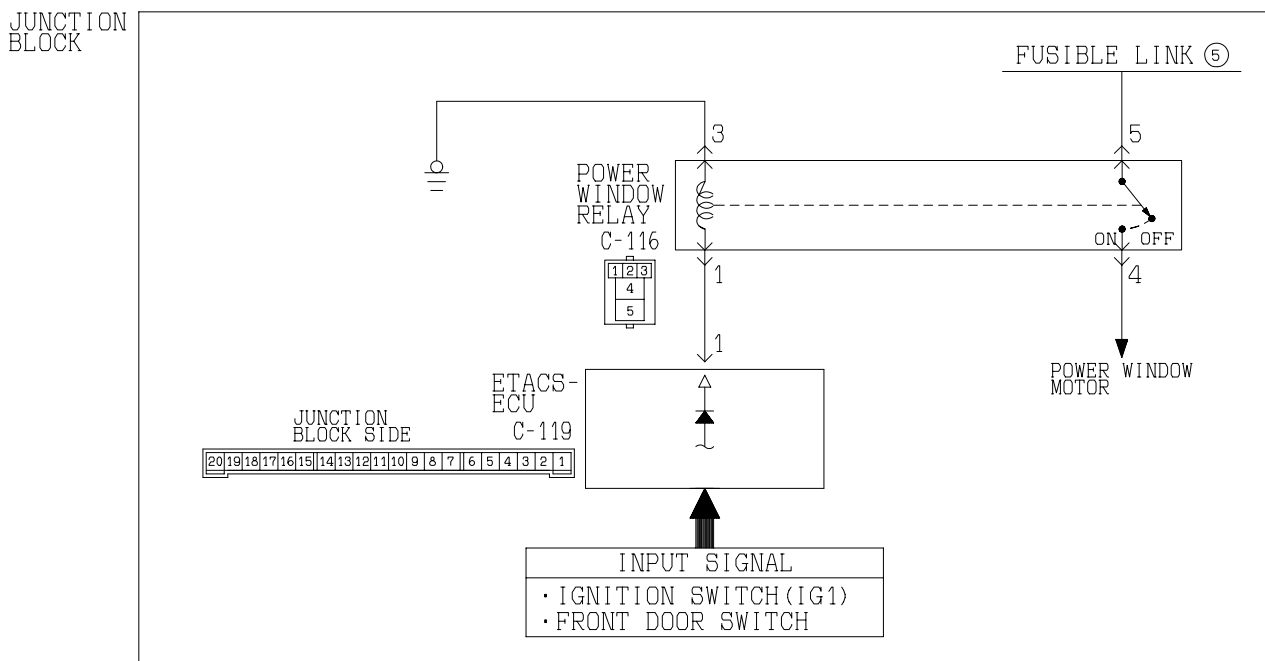 JUNCTION
BLOCK
FUSIBLE LINK ⑤
3
5
POWER
WINDOW
RELAY
C-116
1 2 3
4
5
ON OFF
1
4
1
POWER WINDOW
MOTOR
ETACS-
ECU
C-119
JUNCTION
BLOCK SIDE
20 19 18 17 16 15 14 13 12 11 10 9 8 7 6 5 4 3 2 1
INPUT SIGNAL
·IGNITION SWITCH(IG1)
·FRONT DOOR SWITCH